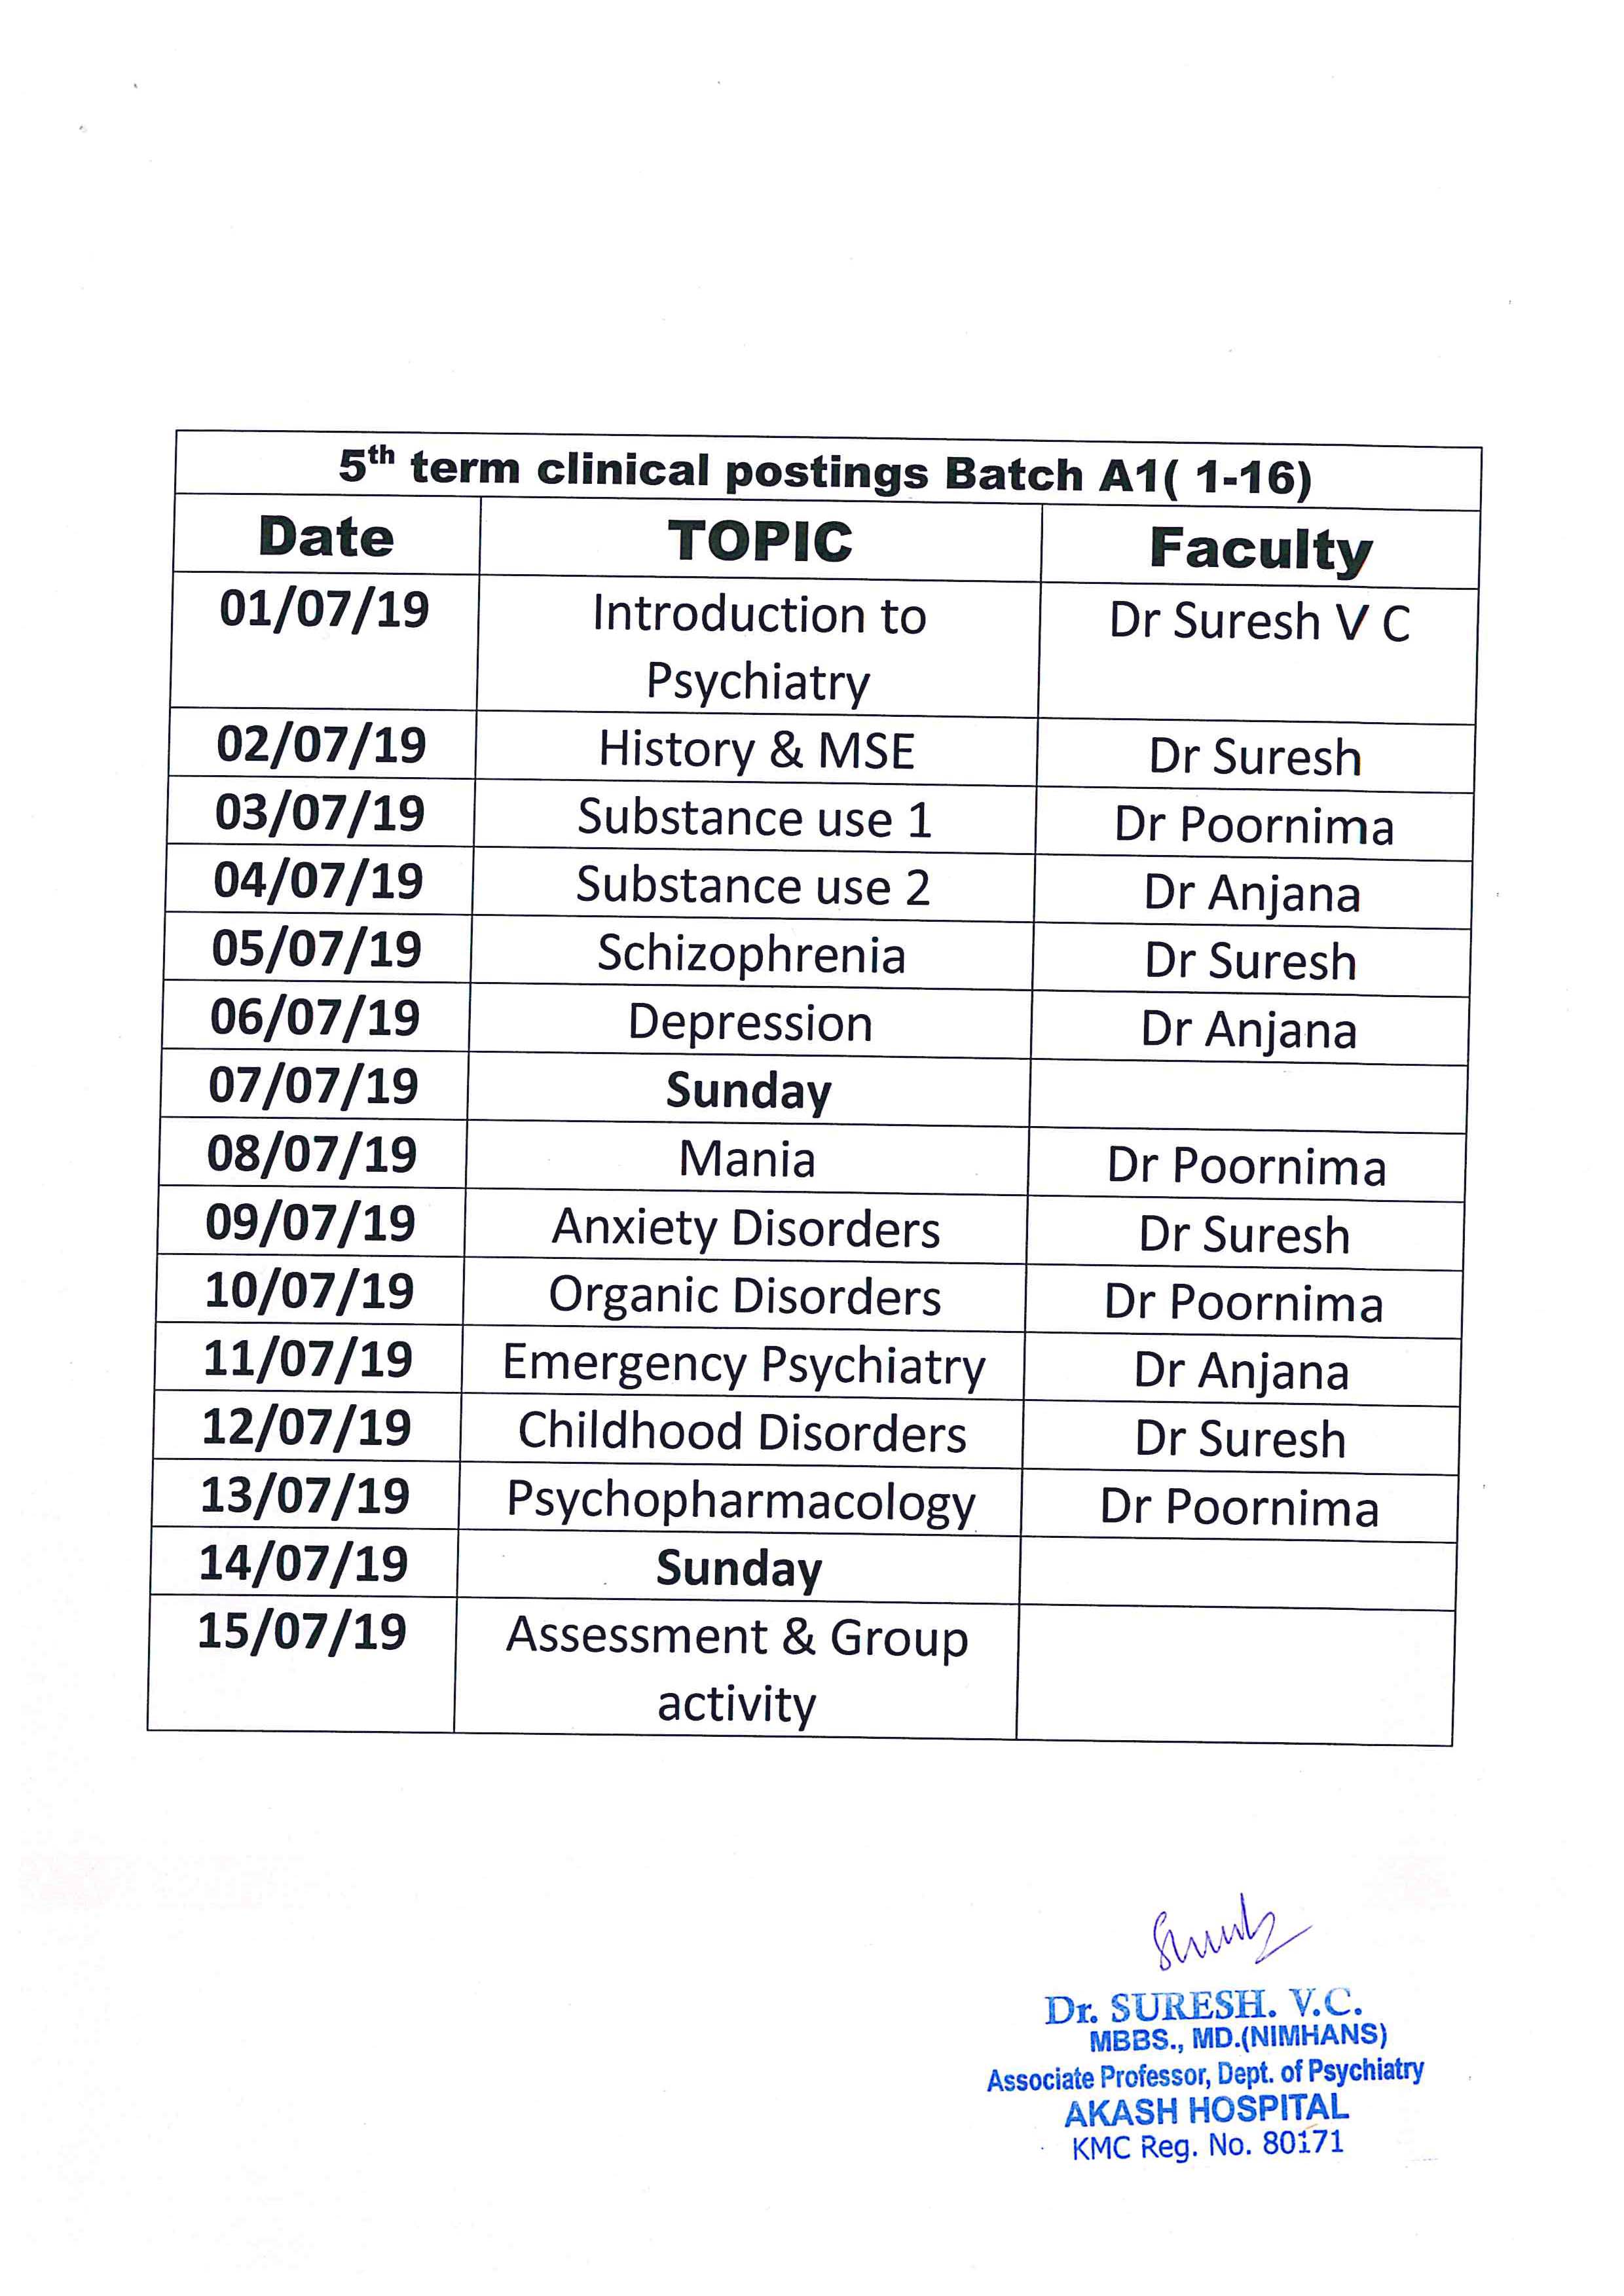 5th term clinical postings Batch A1( 1-16)
Date TOPIC Faculty
01/07/19 Introduction to Dr Suresh V C
Psychiatry
02/07/19 History & MSE Dr Suresh
03/07/19 Substance use 1 Dr Poornima
04/07/19 Substance use 2 Dr Anjana
05/07/19 Schizophrenia Dr Suresh
06/07/19 Depression Dr Anjana
07/07/19 Sunday
08/07/19 Mania Dr Poornima
09/07/19 Anxiety Disorders Dr Suresh
10/07/19 Organic Disorders Dr Poornima
11/07/19 Emergency Psychiatry Dr Anjana
12/07/19 Childhood Disorders Dr Suresh
13/07/19 Psychopharmacology Dr Poornima
14/07/19 Sunday
15/07/19 Assessment & Group
activity
Dr. SURESH. V.C.
MBBS., MD.(NIMHANS)
Associate Professor, Dept. of Psychiatry
AKASH HOSPITAL
KMC Reg. No. 80171